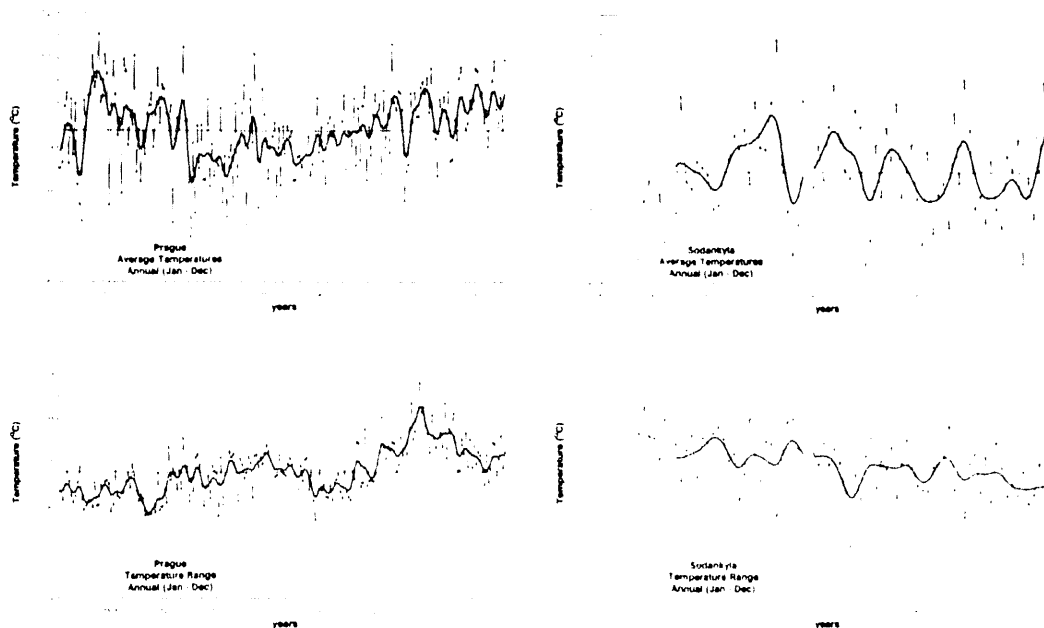 Temperature (°C)
Prague
Average Temperatures
Annual (Jan - Dec)
years
Temperature (°C)
Sodankyla
Average Temperatures
Annual (Jan - Dec)
years
Temperature (°C)
Prague
Temperature Range
Annual (Jan - Dec)
years
Temperature (°C)
Sodankyla
Temperature Range
Annual (Jan - Dec)
years